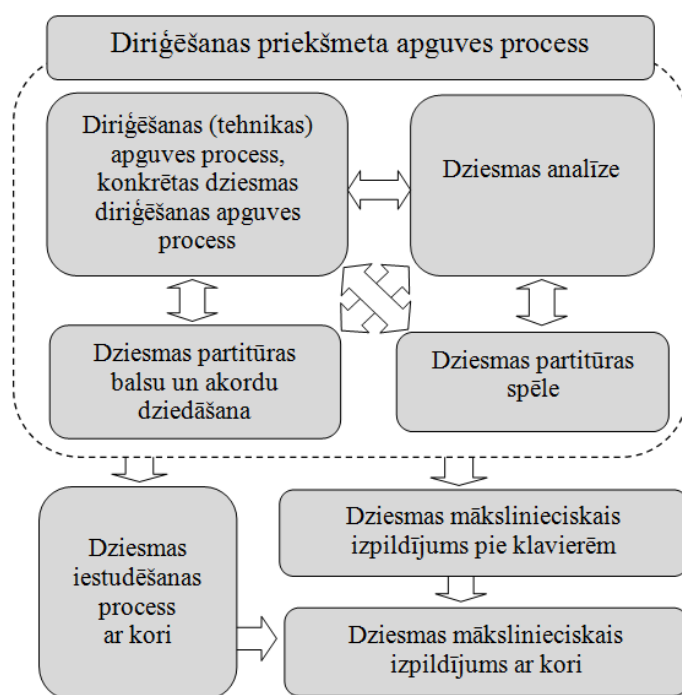 Diriģēšanas priekšmeta apguves process
Diriģēšanas (tehnikas)
apguves process,
konkrētas dziesmas
diriģēšanas apguves
process
Dziesmas analīze
Dziesmas partitūras
balsu un akordu
dziedāšana
Dziesmas partitūras
spēle
Dziesmas
iestudēšanas
process
ar kori
Dziesmas mākslinieciskais
izpildījums pie klavierēm
Dziesmas mākslinieciskais
izpildījums ar kori